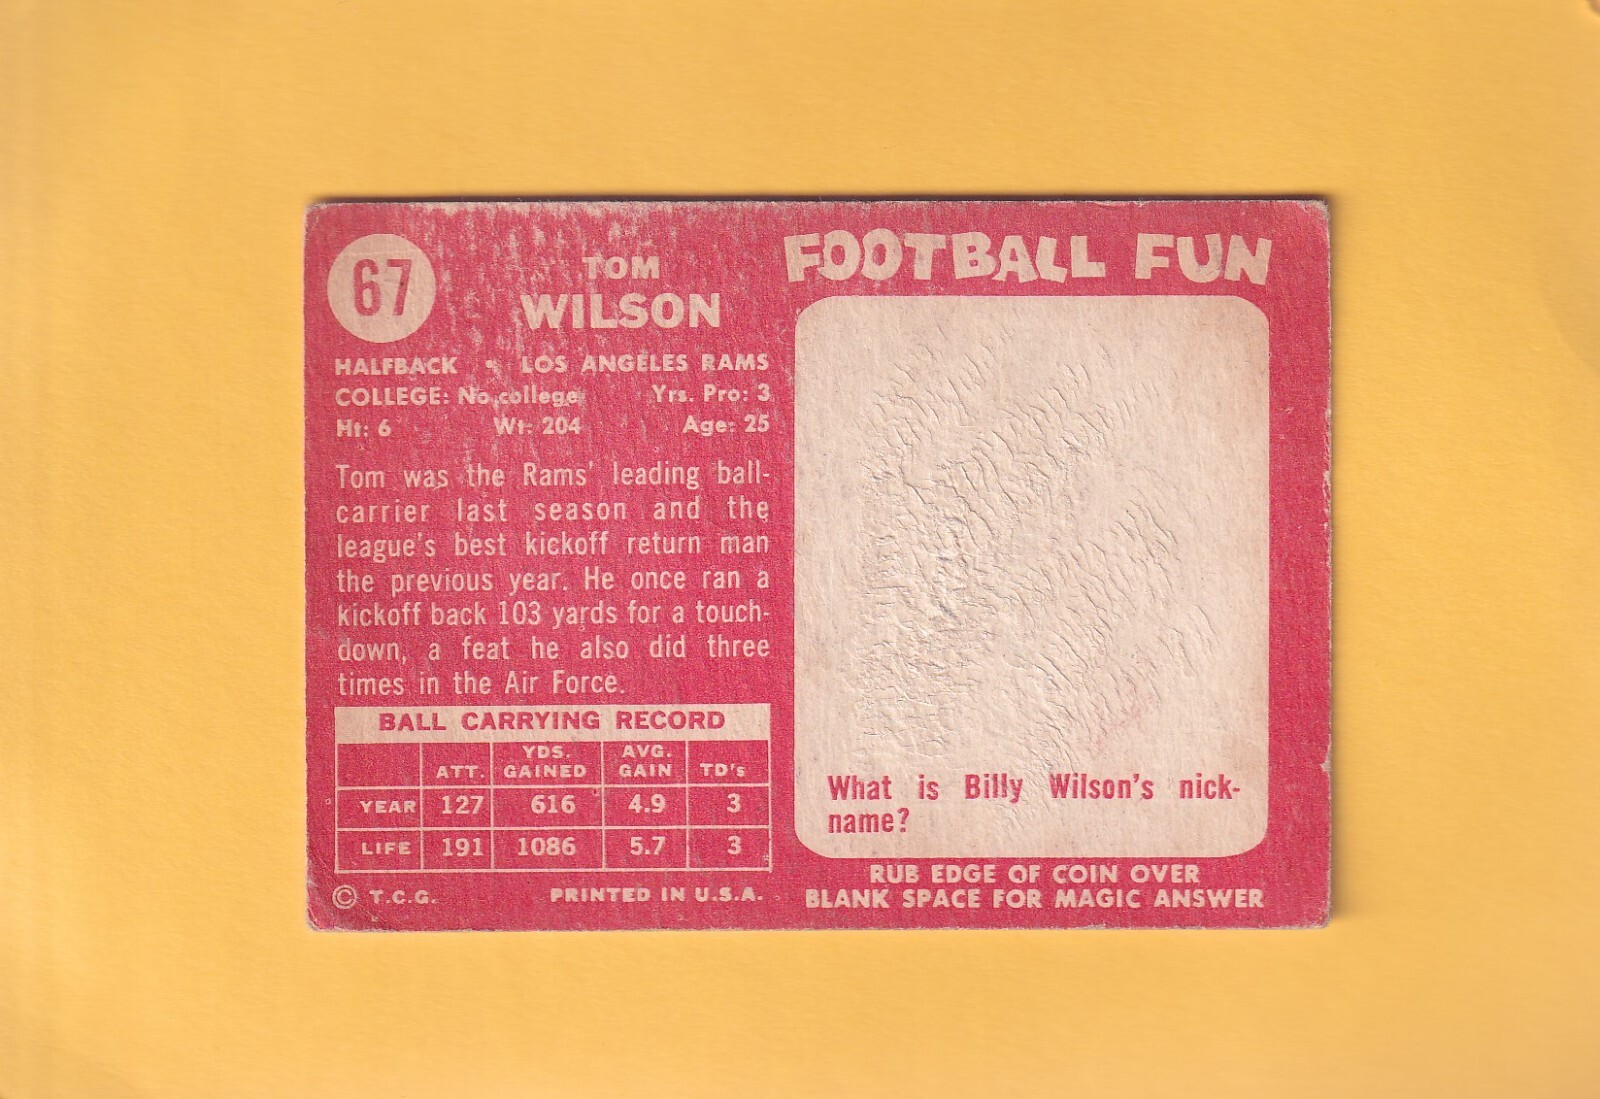 67
TOM
WILSON
HALFBACK • LOS ANGELES RAMS
COLLEGE: No college Yrs. Pro: 3
Ht: 6 Wt: 204 Age: 25
Tom was the Rams' leading ball-
carrier last season and the
league's best kickoff return man
the previous year. He once ran a
kickoff back 103 yards for a touch-
down, a feat he also did three
times in the Air Force.
BALL CARRYING RECORD
ATT. YDS. GAINED AVG. GAIN TD's
YEAR 127 616 4.9 3
LIFE 191 1086 5.7 3
© T.C.G. PRINTED IN U.S.A.
FOOTBALL FUN
What is Billy Wilson's nick-
name?
RUB EDGE OF COIN OVER
BLANK SPACE FOR MAGIC ANSWER